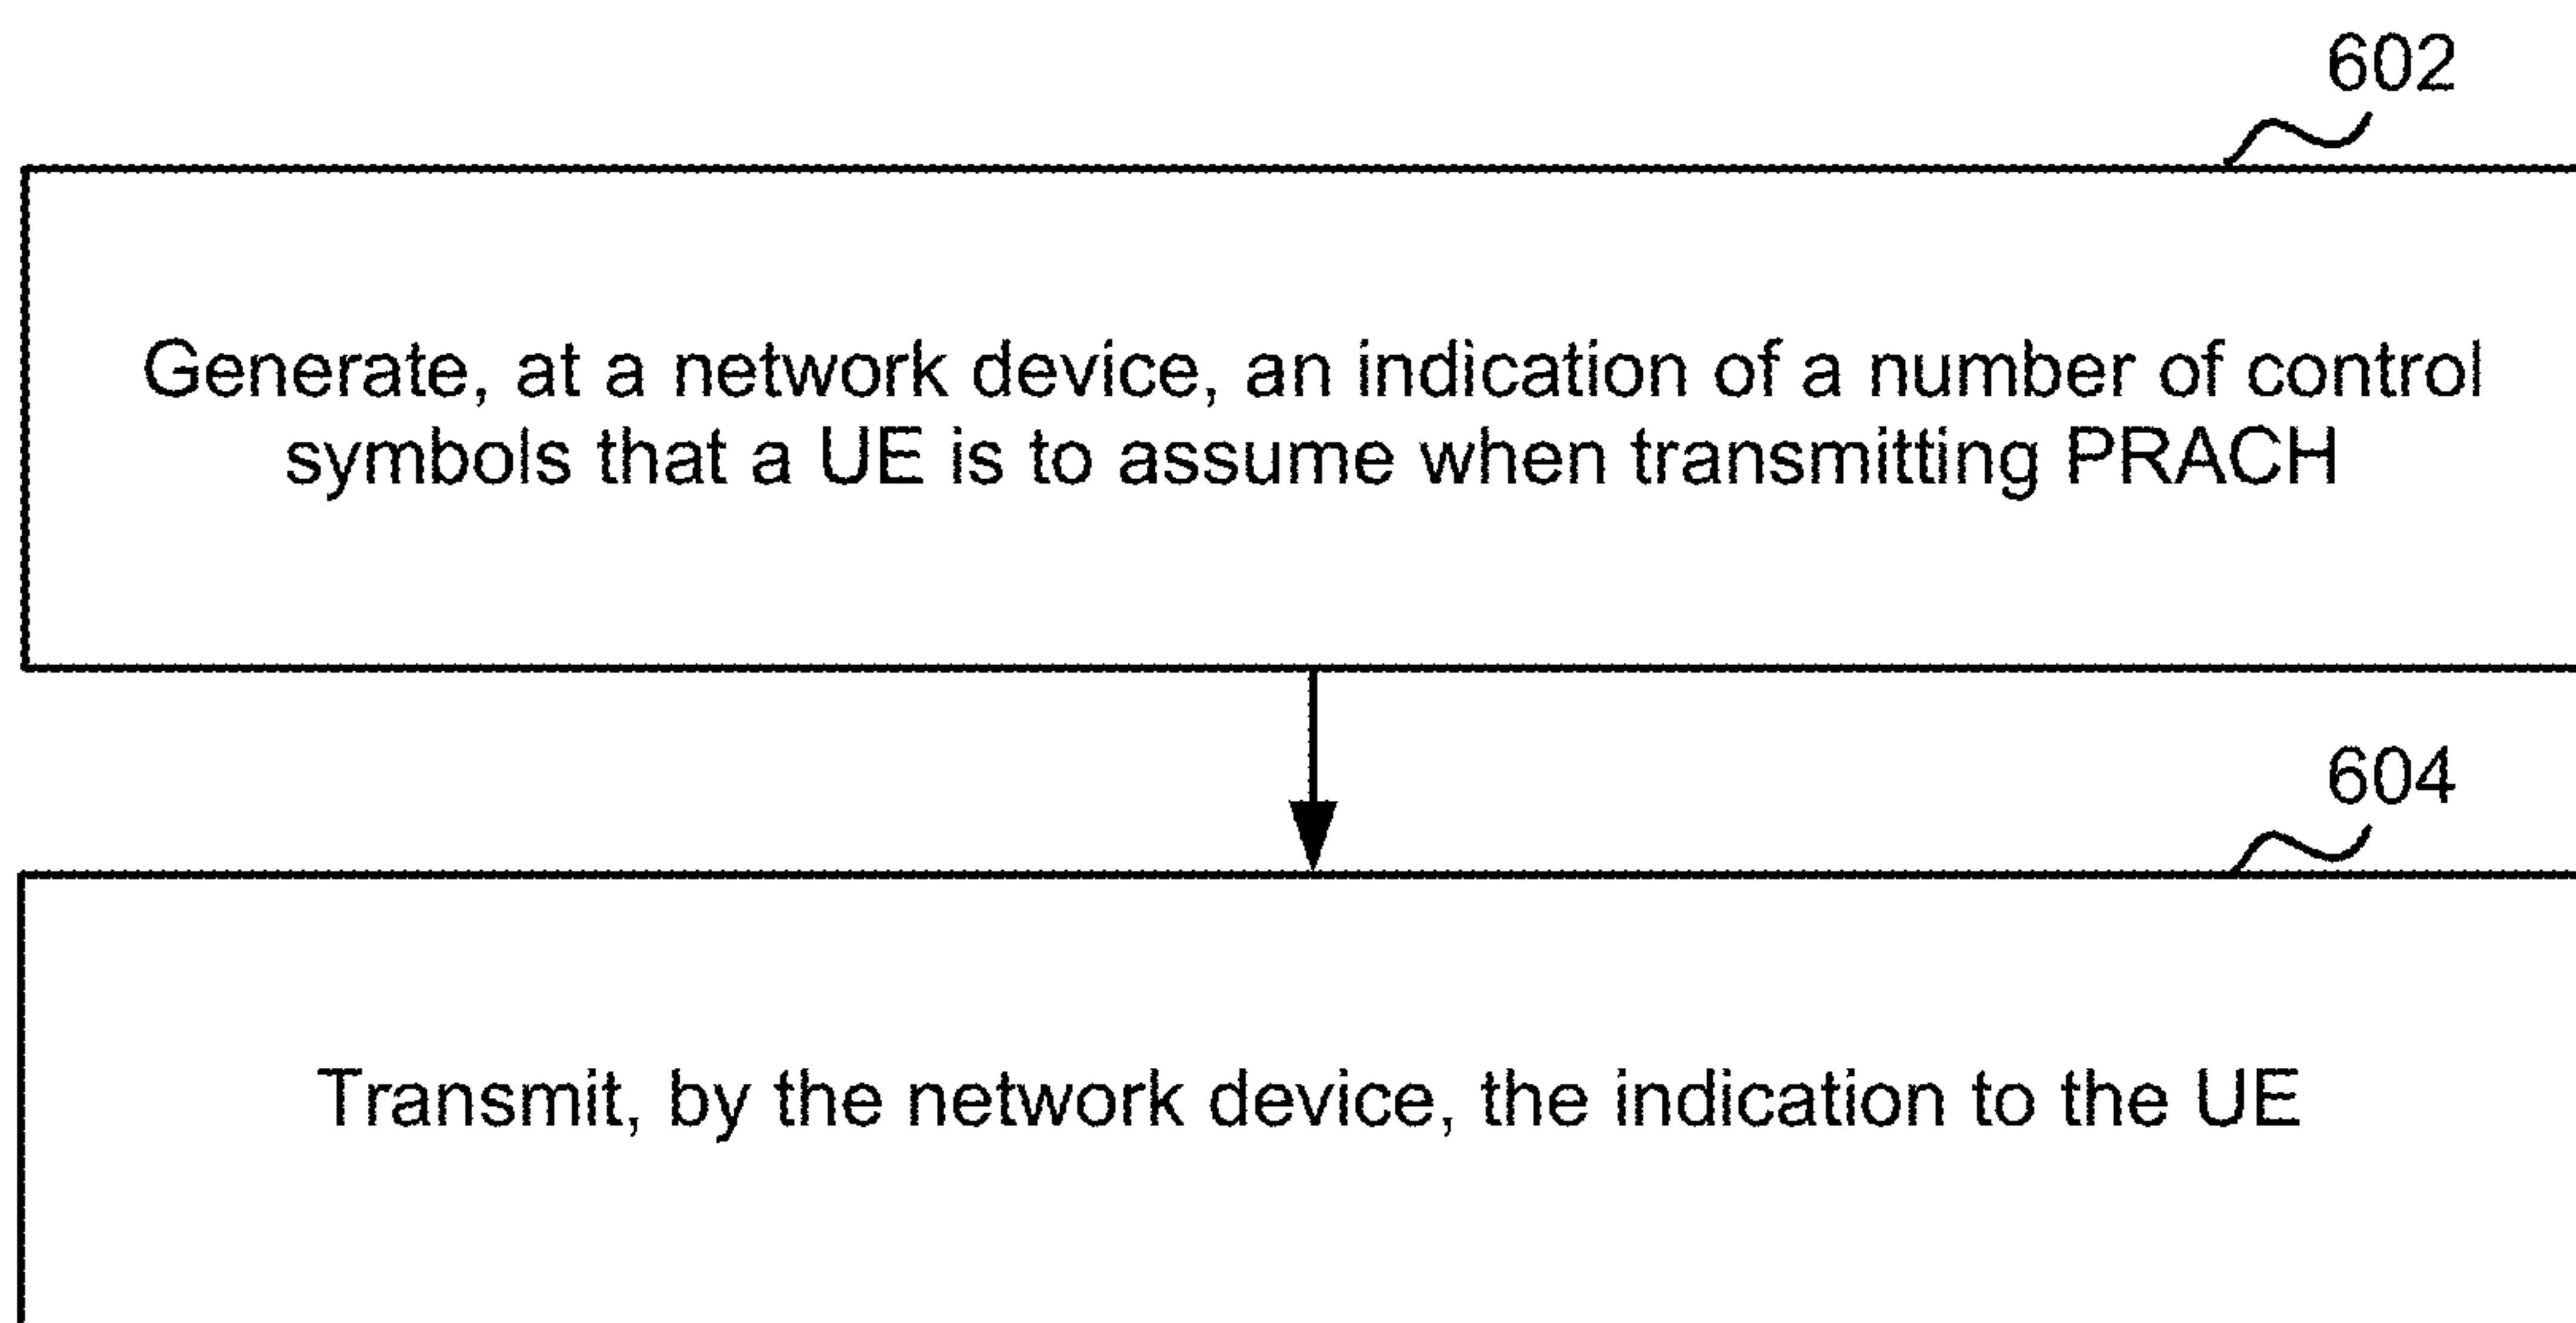 602
Generate, at a network device, an indication of a number of control
symbols that a UE is to assume when transmitting PRACH
604
Transmit, by the network device, the indication to the UE